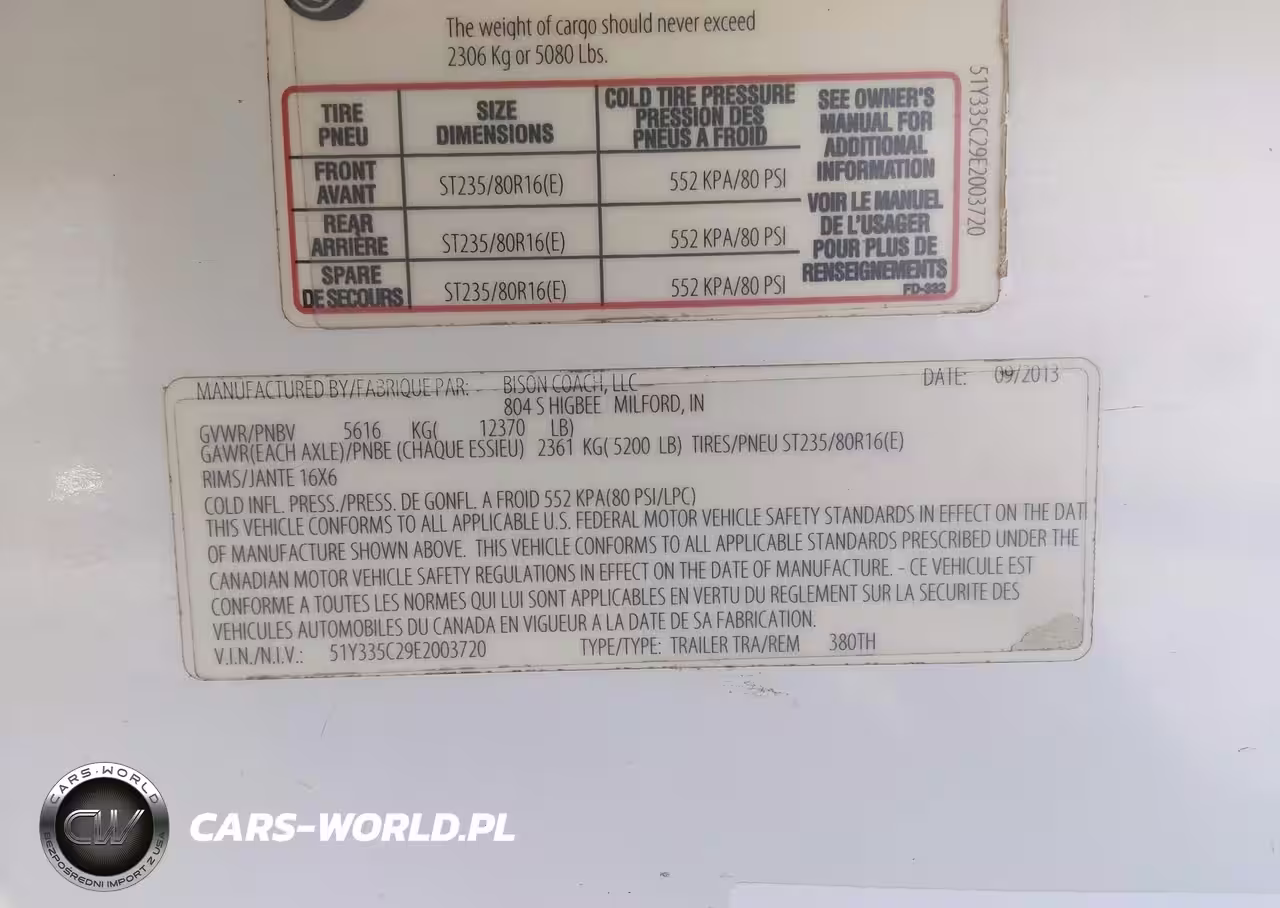 The weight of cargo should never exceed
2306 Kg or 5080 Lbs.
TIRE PNEU SIZE DIMENSIONS COLD TIRE PRESSURE PRESSION DES PNEUS A FROID
FRONT AVANT ST235/80R16(E) 552 KPA/80 PSI
REAR ARRIÈRE ST235/80R16(E) 552 KPA/80 PSI
SPARE DE SECOURS ST235/80R16(E) 552 KPA/80 PSI
SEE OWNER'S
MANUAL FOR
ADDITIONAL
INFORMATION
VOIR LE MANUEL
DE L'USAGER
POUR PLUS DE
RENSEIGNEMENTS
FD-332
51Y335C29E2003720
MANUFACTURED BY/FABRIQUE PAR: BISON COACH, LLC DATE: 09/2013
804 S HIGBEE MILFORD, IN
GVWR/PNBV 5616 KG( 12370 LB)
GAWR(EACH AXLE)/PNBE (CHAQUE ESSIEU) 2361 KG( 5200 LB) TIRES/PNEU ST235/80R16(E)
RIMS/JANTE 16X6
COLD INFL. PRESS./PRESS. DE GONFL. A FROID 552 KPA(80 PSI/LPC)
THIS VEHICLE CONFORMS TO ALL APPLICABLE U.S. FEDERAL MOTOR VEHICLE SAFETY STANDARDS IN EFFECT ON THE DAT
OF MANUFACTURE SHOWN ABOVE. THIS VEHICLE CONFORMS TO ALL APPLICABLE STANDARDS PRESCRIBED UNDER THE
CANADIAN MOTOR VEHICLE SAFETY REGULATIONS IN EFFECT ON THE DATE OF MANUFACTURE. - CE VEHICULE EST
CONFORME A TOUTES LES NORMES QUI LUI SONT APPLICABLES EN VERTU DU REGLEMENT SUR LA SECURITE DES
VEHICULES AUTOMOBILES DU CANADA EN VIGUEUR A LA DATE DE SA FABRICATION.
V.I.N./N.I.V.: 51Y335C29E2003720 TYPE/TYPE: TRAILER TRA/REM 380TH
CARS-WORLD
CW
BEZPOŚREDNI IMPORT Z USA
CARS-WORLD.PL